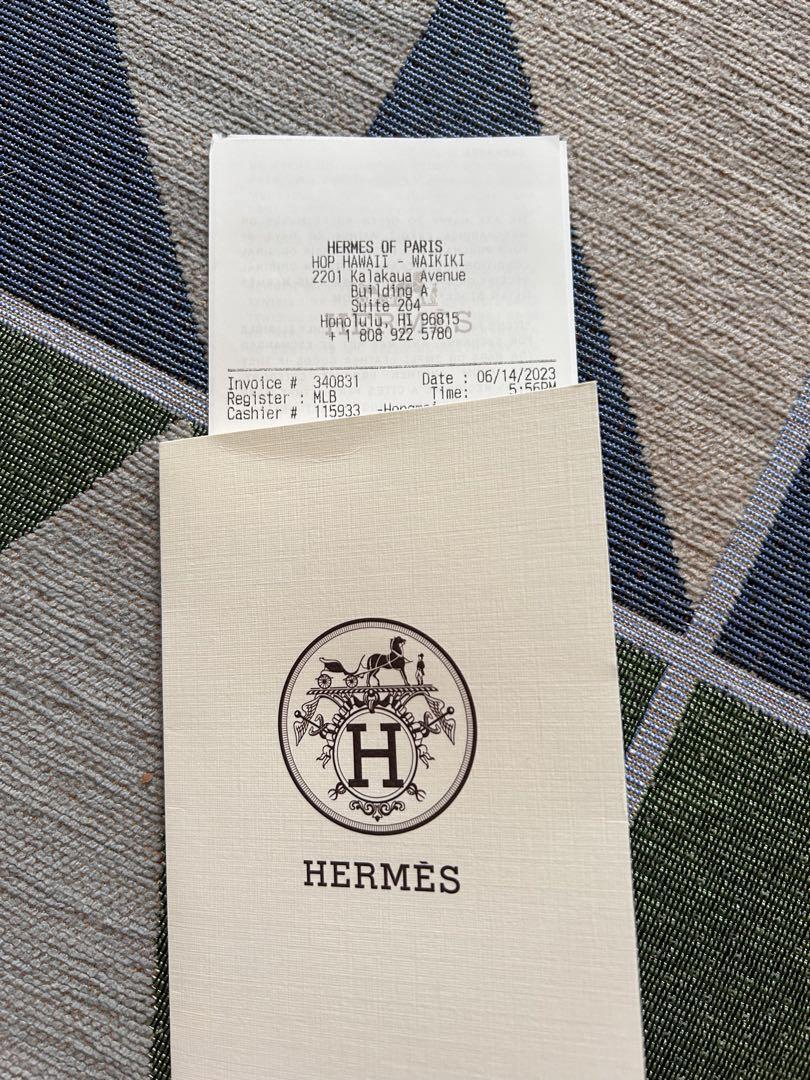 HERMES OF PARIS
HOP HAWAII - WAIKIKI
2201 Kalakaua Avenue
Building A
Suite 204
Honolulu, HI 96815
+ 1 808 922 5780
HERMÈS
Invoice # 340831 Date : 06/14/2023
Register : MLB Time: 5:56PM
Cashier # 115933
H
HERMÈS